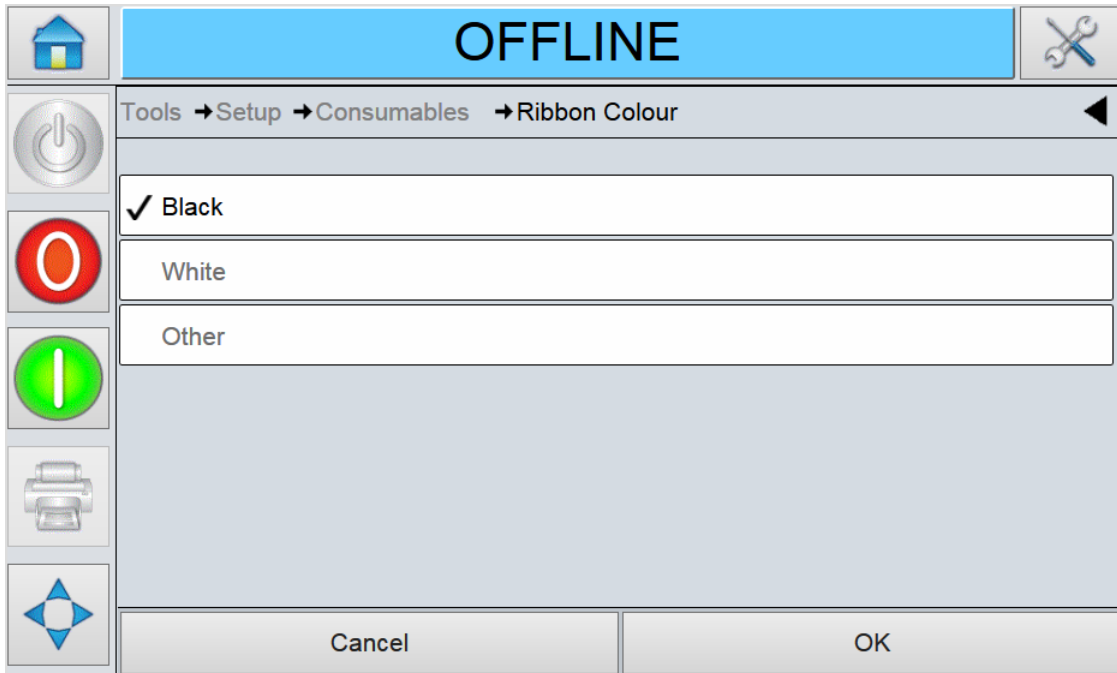 OFFLINE
Tools →Setup →Consumables →Ribbon Colour
✓ Black
White
Other
Cancel OK